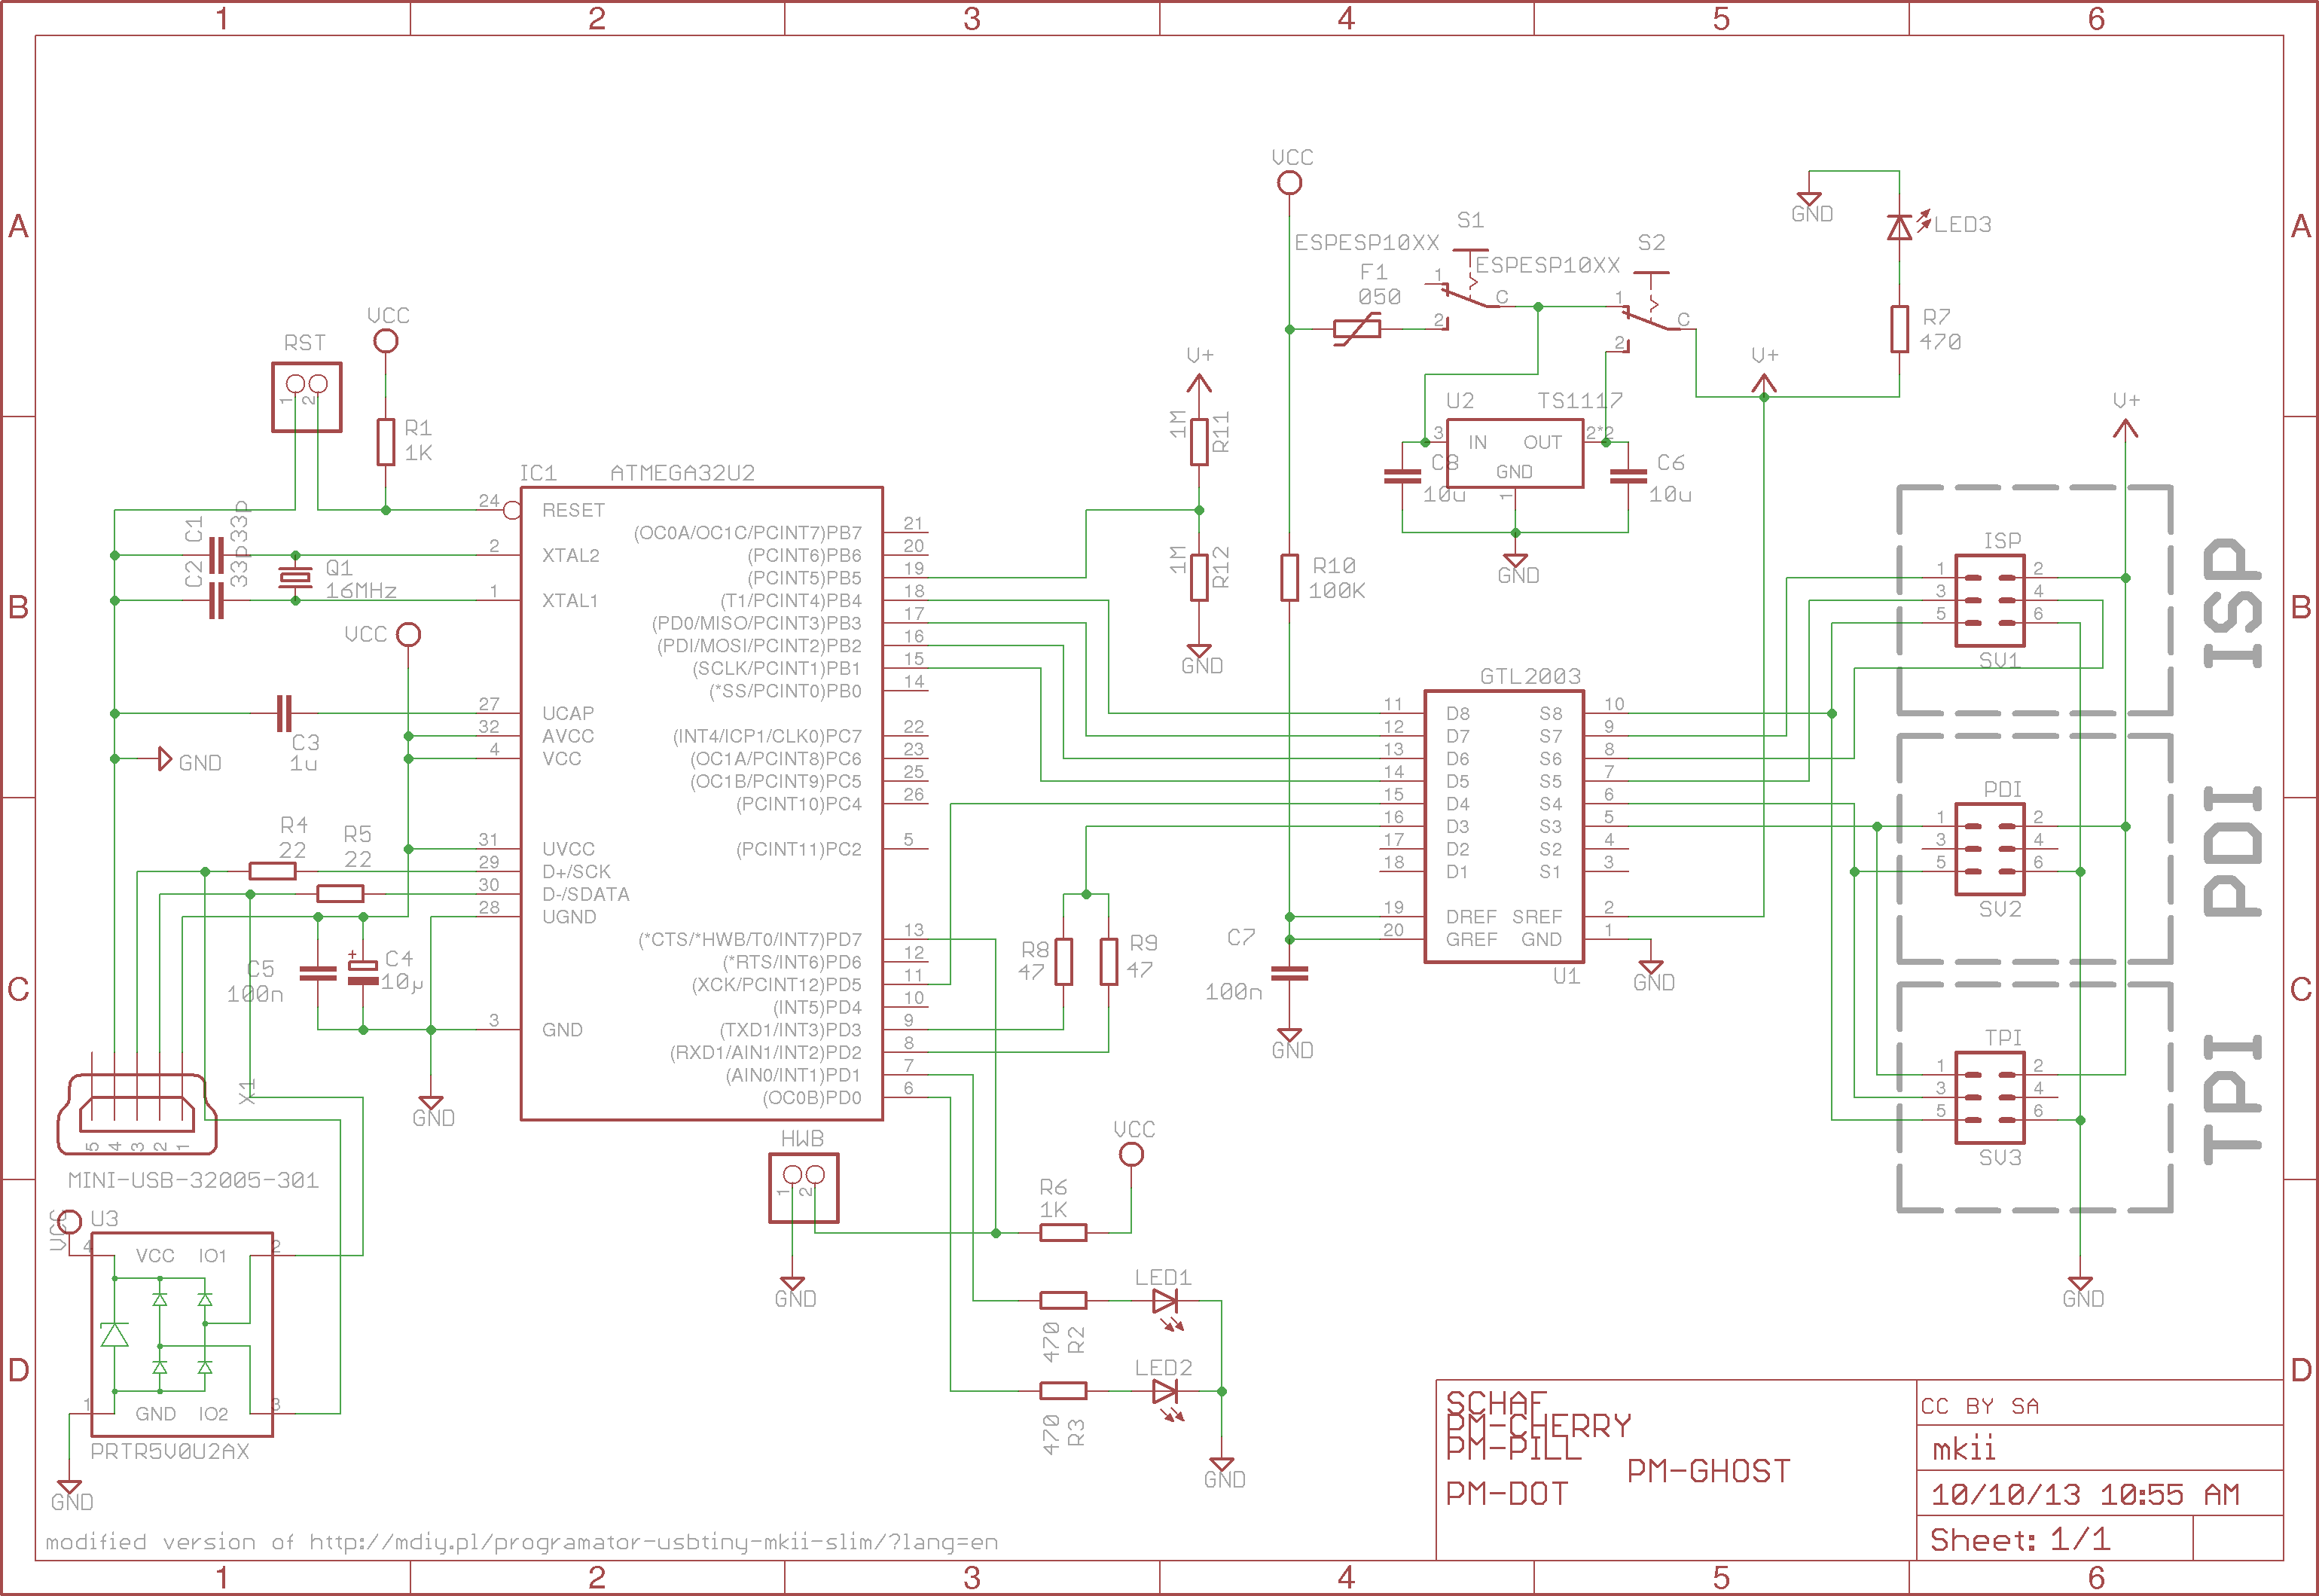 1 2 3 4 5 6
A
B
C
D
A
B
C
D
RST
1
2
VCC
R1
1K
C1
33p
C2
33p
Q1
16MHz
VCC
C3
1u
GND
R4
22
R5
22
C5
100n
+
C4
10µ
GND
X1
5 4 3 2 1
MINI-USB-32005-301
VCC
U3
4
VCC IO1
2
1
GND IO2
3
PRTR5V0U2AX
GND
IC1 ATMEGA32U2
24 RESET
2 XTAL2
1 XTAL1
27 UCAP
32 AVCC
4 VCC
31 UVCC
29 D+/SCK
30 D-/SDATA
28 UGND
3 GND
(OC0A/OC1C/PCINT7)PB7 21
(PCINT6)PB6 20
(PCINT5)PB5 19
(T1/PCINT4)PB4 18
(PD0/MISO/PCINT3)PB3 17
(PDI/MOSI/PCINT2)PB2 16
(SCLK/PCINT1)PB1 15
(*SS/PCINT0)PB0 14
(INT4/ICP1/CLK0)PC7 22
(OC1A/PCINT8)PC6 23
(OC1B/PCINT9)PC5 25
(PCINT10)PC4 26
(PCINT11)PC2 5
(*CTS/*HWB/T0/INT7)PD7 13
(*RTS/INT6)PD6 12
(XCK/PCINT12)PD5 11
(INT5)PD4 10
(TXD1/INT3)PD3 9
(RXD1/AIN1/INT2)PD2 8
(AIN0/INT1)PD1 7
(OC0B)PD0 6
HWB
1
2
GND
R6
1K
VCC
LED1
470
R2
LED2
470
R3
GND
R8
47
R9
47
V+
1M
R11
1M
R12
GND
VCC
R10
100K
C7
100n
GND
S1
ESPESP10XX
F1
050
1
2
C
S2
ESPESP10XX
1
2
C
U2 TS1117
3 IN OUT 2*2
GND
1
C8
10u
C6
10u
GND
V+
GND
LED3
R7
470
GTL2003
11 D8 S8 10
12 D7 S7 9
13 D6 S6 8
14 D5 S5 7
15 D4 S4 6
16 D3 S3 5
17 D2 S2 4
18 D1 S1 3
19 DREF SREF 2
20 GREF GND 1
U1
GND
V+
ISP
1 2
3 4
5 6
SV1
ISP
PDI
1 2
3 4
5 6
SV2
PDI
TPI
1 2
3 4
5 6
SV3
TPI
GND
SCHAF
PM-CHERRY
PM-PILL
PM-GHOST
PM-DOT
CC BY SA
mkii
10/10/13 10:55 AM
Sheet: 1/1
modified version of http://mdiy.pl/programator-usbtiny-mkii-slim/?lang=en
1 2 3 4 5 6